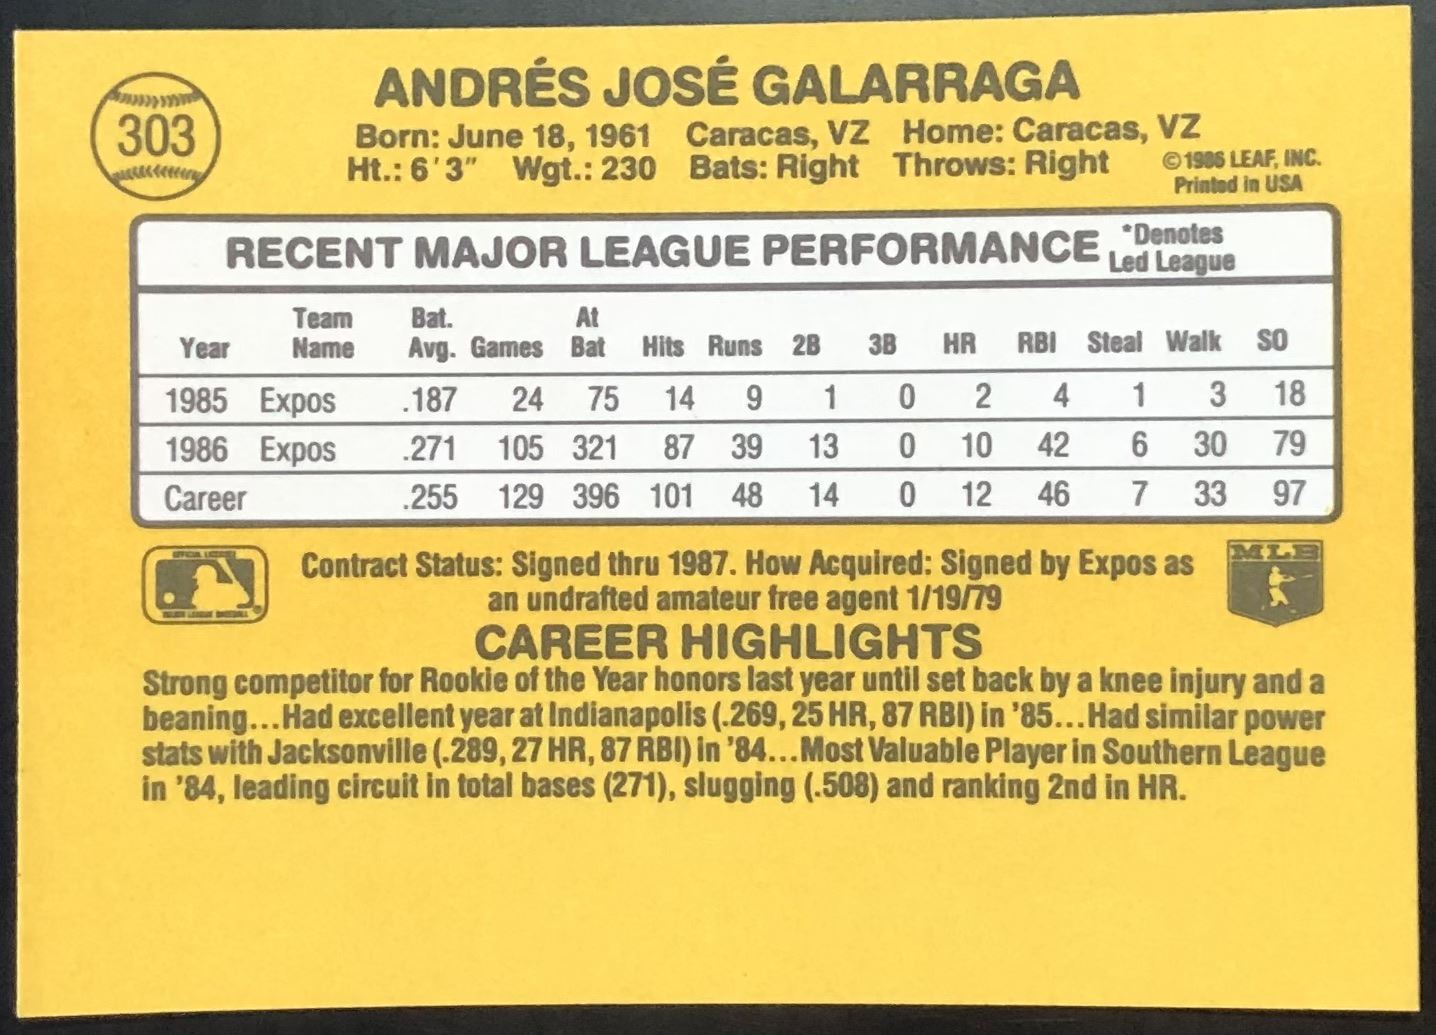 303
ANDRÉS JOSÉ GALARRAGA
Born: June 18, 1961 Caracas, VZ Home: Caracas, VZ
Ht.: 6'3" Wgt.: 230 Bats: Right Throws: Right
©1986 LEAF, INC.
Printed in USA
RECENT MAJOR LEAGUE PERFORMANCE *Denotes
Led League
Year Team Name Bat. Avg. Games At Bat Hits Runs 2B 3B HR RBI Steal Walk SO
1985 Expos .187 24 75 14 9 1 0 2 4 1 3 18
1986 Expos .271 105 321 87 39 13 0 10 42 6 30 79
Career .255 129 396 101 48 14 0 12 46 7 33 97
Contract Status: Signed thru 1987. How Acquired: Signed by Expos as
an undrafted amateur free agent 1/19/79
OFFICIAL LICENSEE
MAJOR LEAGUE BASEBALL ®
MLB
CAREER HIGHLIGHTS
Strong competitor for Rookie of the Year honors last year until set back by a knee injury and a
beaning...Had excellent year at Indianapolis (.269, 25 HR, 87 RBI) in '85...Had similar power
stats with Jacksonville (.289, 27 HR, 87 RBI) in '84...Most Valuable Player in Southern League
in '84, leading circuit in total bases (271), slugging (.508) and ranking 2nd in HR.